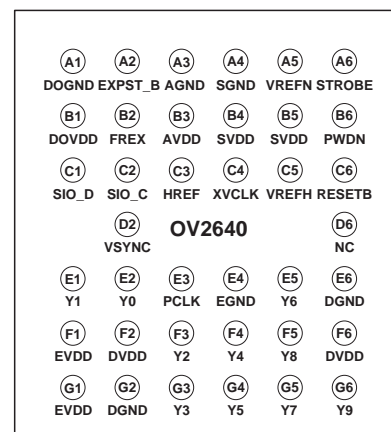 A1 A2 A3 A4 A5 A6
DOGND EXPST_B AGND SGND VREFN STROBE
B1 B2 B3 B4 B5 B6
DOVDD FREX AVDD SVDD SVDD PWDN
C1 C2 C3 C4 C5 C6
SIO_D SIO_C HREF XVCLK VREFH RESETB
D2 OV2640 D6
VSYNC NC
E1 E2 E3 E4 E5 E6
Y1 Y0 PCLK EGND Y6 DGND
F1 F2 F3 F4 F5 F6
EVDD DVDD Y2 Y4 Y8 DVDD
G1 G2 G3 G4 G5 G6
EVDD DGND Y3 Y5 Y7 Y9